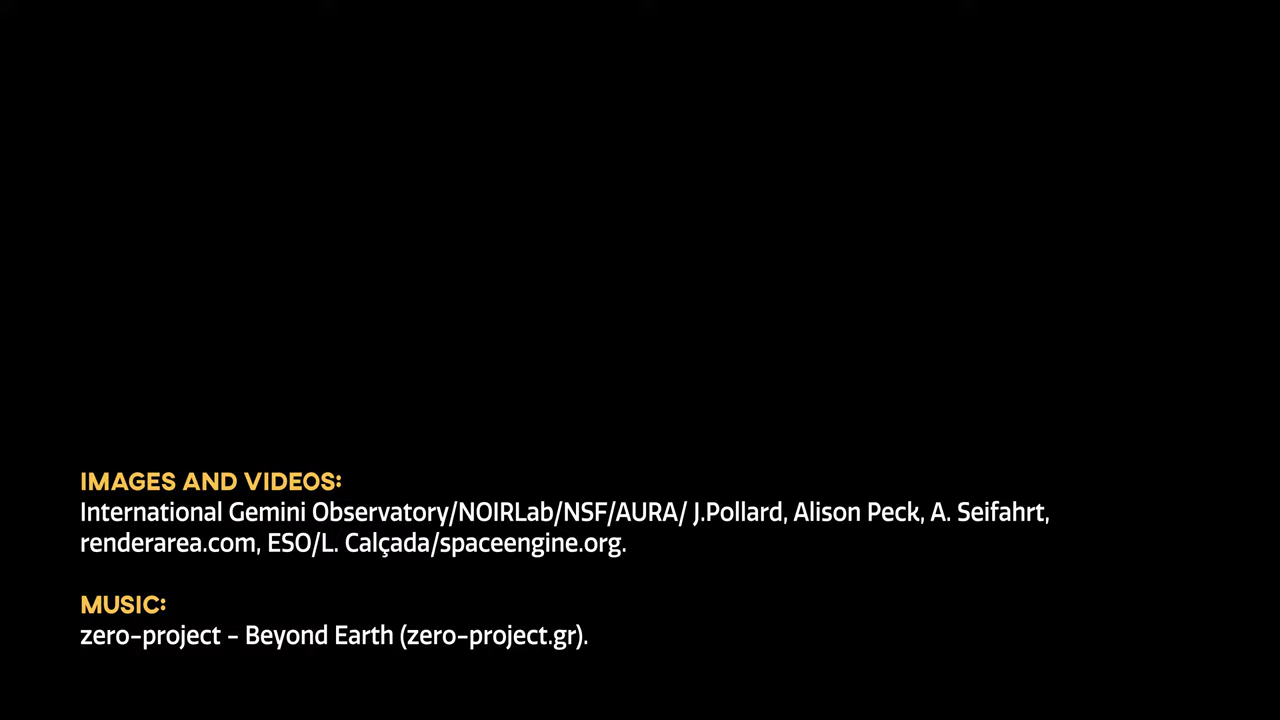 IMAGES AND VIDEOS:
International Gemini Observatory/NOIRLab/NSF/AURA/ J.Pollard, Alison Peck, A. Seifahrt,
renderarea.com, ESO/L. Calçada/spaceengine.org.
MUSIC:
zero-project - Beyond Earth (zero-project.gr).